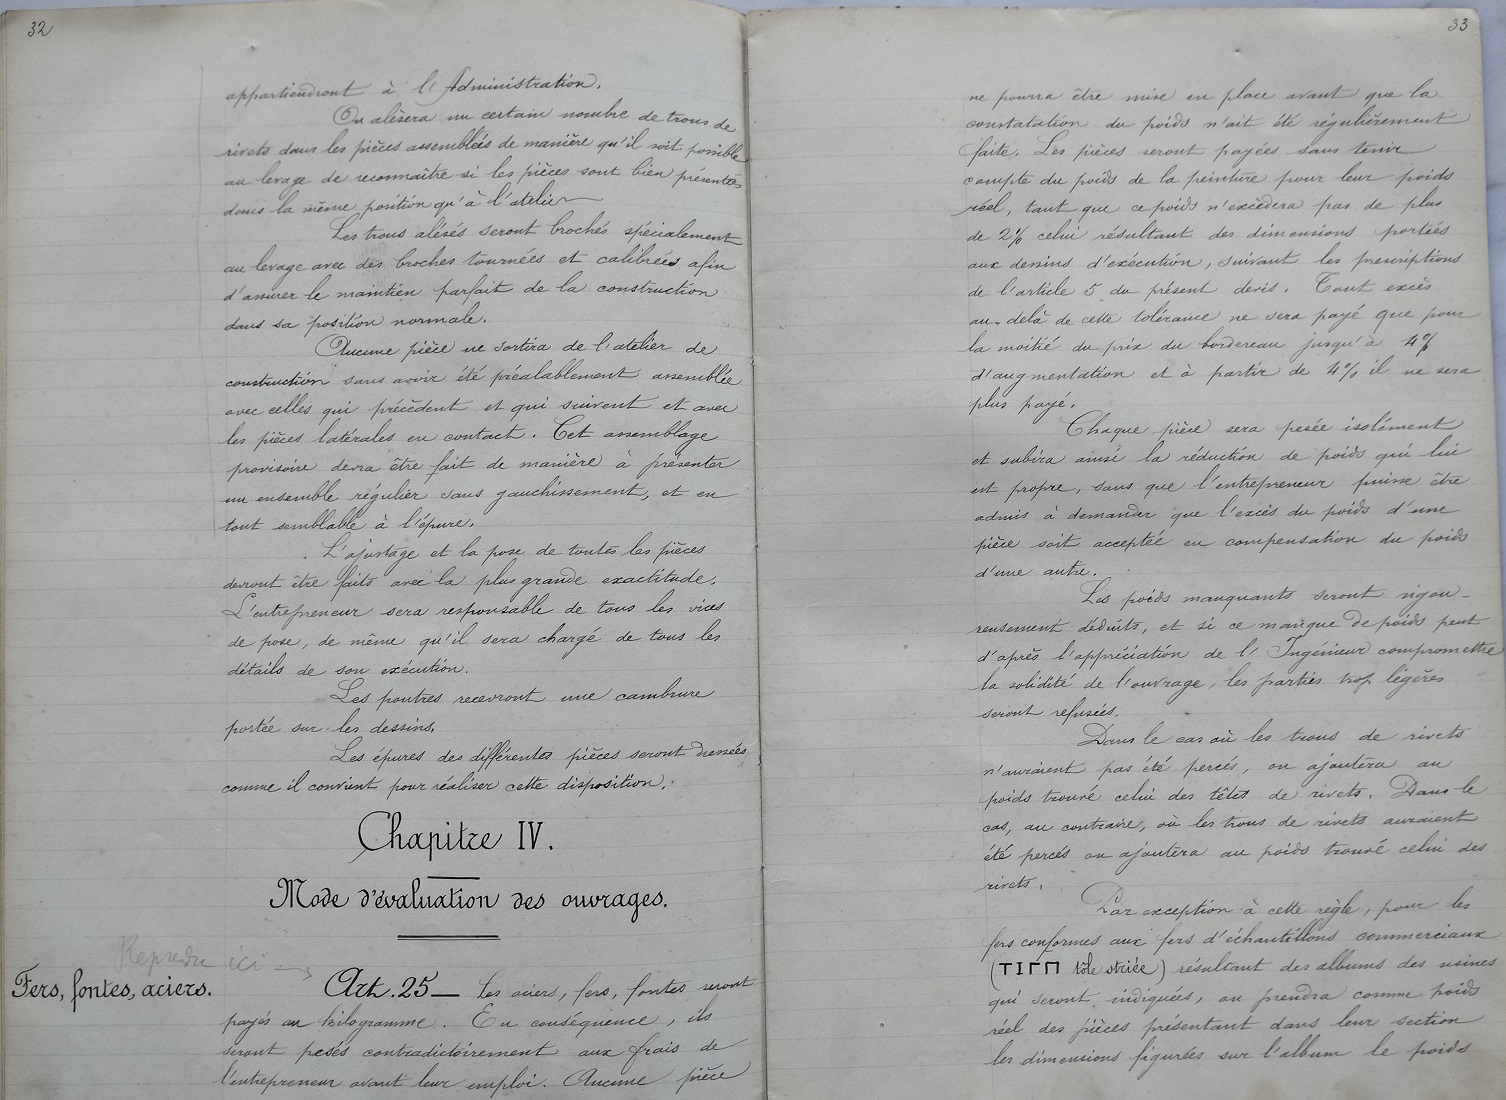 32
appartiendront à l'Administration.
On alèsera un certain nombre de trous de
rivets dans les pièces assemblées de manière qu'il soit possible
au levage de reconnaître si les pièces sont bien présentées
dans la même position qu'à l'atelier
Les trous alésés seront brochés spécialement
au levage avec des broches tournées et calibrées afin
d'assurer le maintien parfait de la construction
dans sa position normale.
Aucune pièce ne sortira de l'atelier de
construction sans avoir été préalablement assemblée
avec celles qui précèdent et qui suivent et avec
les pièces latérales en contact. Cet assemblage
provisoire devra être fait de manière à présenter
un ensemble régulier sans gauchissement, et en
tout semblable à l'épure.
L'ajustage et la pose de toutes les pièces
devront être faits avec la plus grande exactitude.
L'entrepreneur sera responsable de tous les vices
de pose, de même qu'il sera chargé de tous les
détails de son exécution.
Les poutres recevront une cambrure
portée sur les dessins.
Les épures des différentes pièces seront dressées
comme il convient pour réaliser cette disposition.
Chapitre IV.
Mode d'évaluation des ouvrages.
Reprendre ici →
Fers, fontes, aciers.
Art. 25 — Les aciers, fers, fontes seront
payés au kilogramme. En conséquence, ils
seront pesés contradictoirement aux frais de
l'entrepreneur avant leur emploi. Aucune pièce
33
ne pourra être mise en place avant que la
constatation du poids n'ait été régulièrement
faite. Les pièces seront payées sans tenir
compte du poids de la peinture pour leur poids
réel, tant que ce poids n'excèdera pas de plus
de 2% celui résultant des dimensions portées
aux dessins d'exécution, suivant les prescriptions
de l'article 5 du présent devis. Tout excès
au-delà de cette tolérance ne sera payé que pour
la moitié du prix du bordereau jusqu'à 4%
d'augmentation et à partir de 4% il ne sera
plus payé.
Chaque pièce sera pesée isolément
et subira ainsi la réduction de poids qui lui
est propre, sans que l'entrepreneur puisse être
admis à demander que l'excès du poids d'une
pièce soit acceptée en compensation du poids
d'une autre.
Les poids manquants seront rigou-
reusement déduits, et si ce manque de poids peut
d'après l'appréciation de l'Ingénieur compromettre
la solidité de l'ouvrage, les parties trop légères
seront refusées.
Dans le cas où les trous de rivets
n'auraient pas été percés, on ajoutera au
poids trouvé celui des têtes de rivets. Dans le
cas, au contraire, où les trous de rivets auraient
été percés on ajoutera au poids trouvé celui des
rivets.
Par exception à cette règle, pour les
fers conformes aux fers d'échantillons commerciaux
(T I Γ Π tôle striée) résultant des albums des usines
qui seront indiquées, on prendra comme poids
réel des pièces présentant dans leur section
les dimensions figurées sur l'album le poids